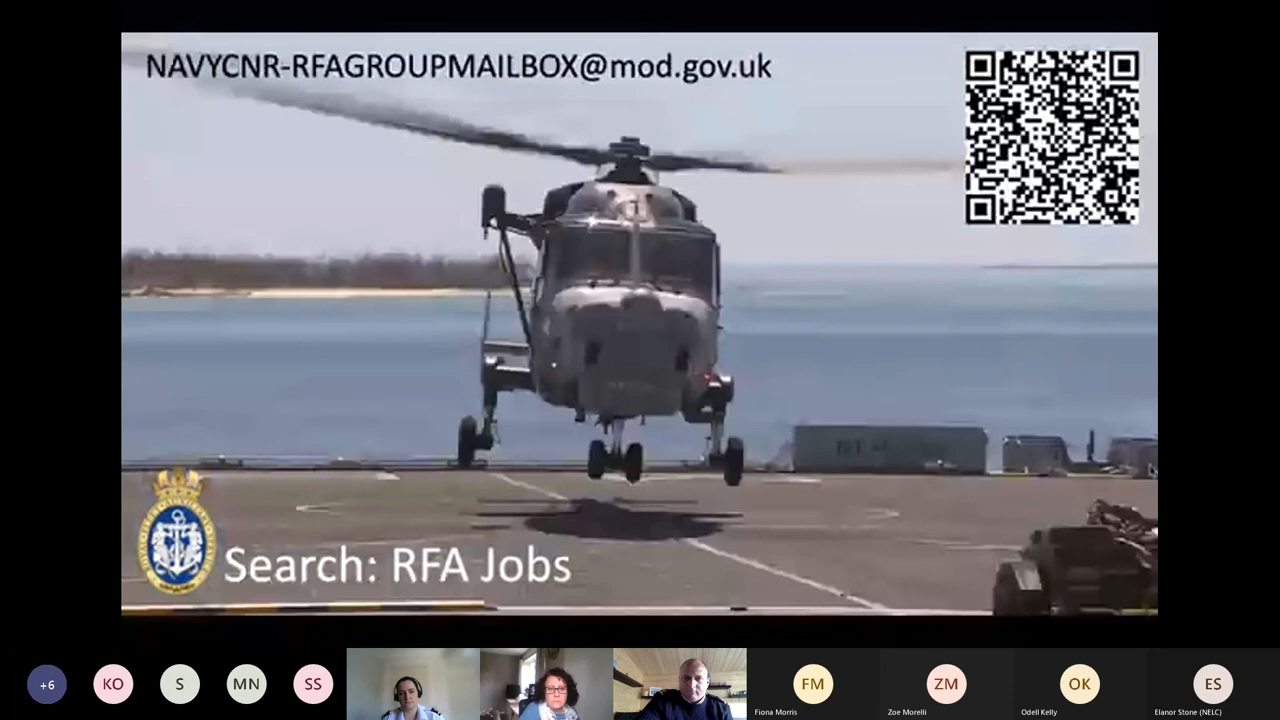 NAVYCNR-RFAGROUPMAILBOX@mod.gov.uk
Search: RFA Jobs
+6
KO
S
MN
SS
FM
ZM
OK
ES
Fiona Morris
Zoe Morelli
Odell Kelly
Elanor Stone (NELC)